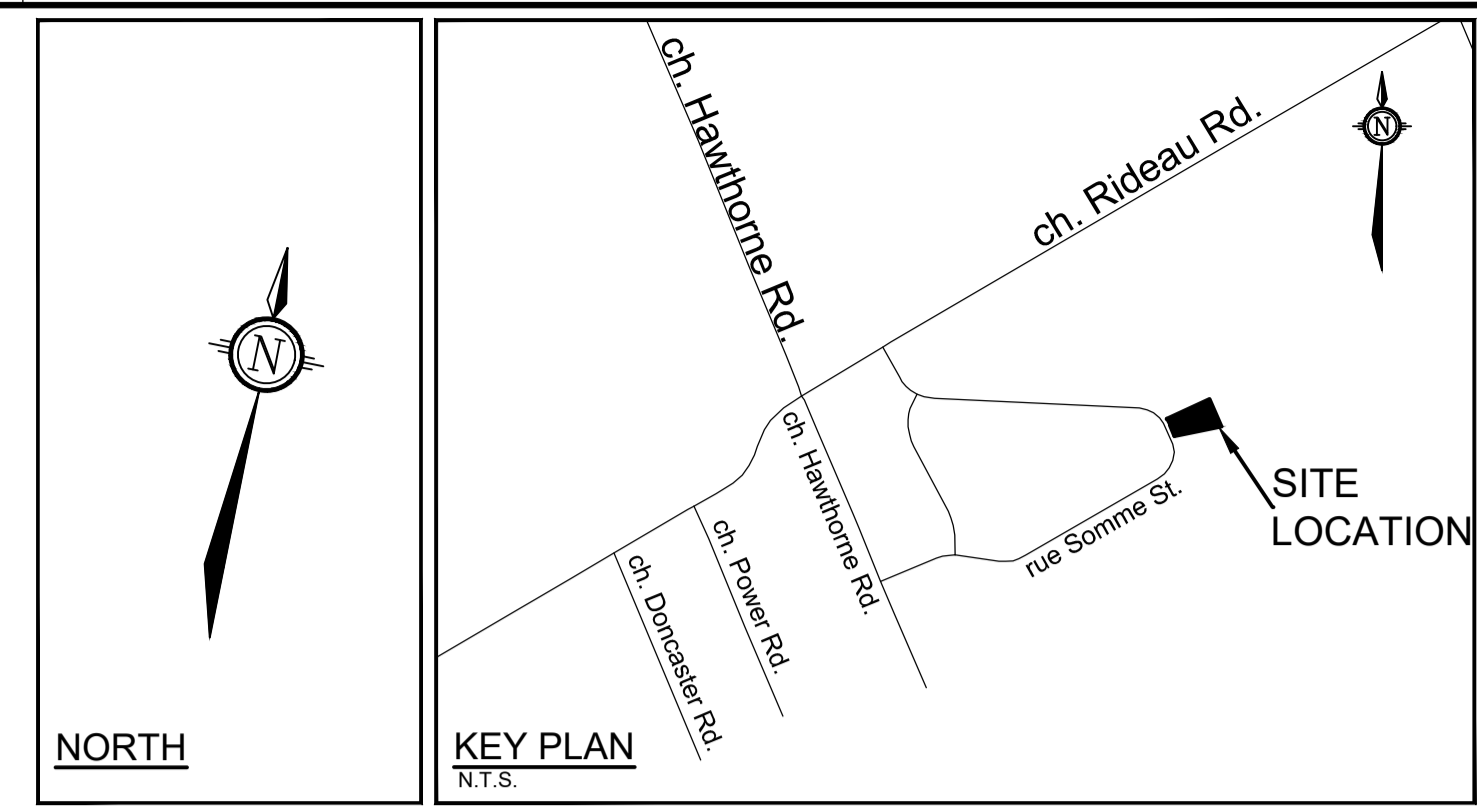 N
NORTH
ch. Hawthorne Rd.
ch. Rideau Rd.
N
ch. Hawthorne Rd.
rue Somme St.
SITE
LOCATION
ch. Power Rd.
ch. Doncaster Rd.
KEY PLAN
N.T.S.